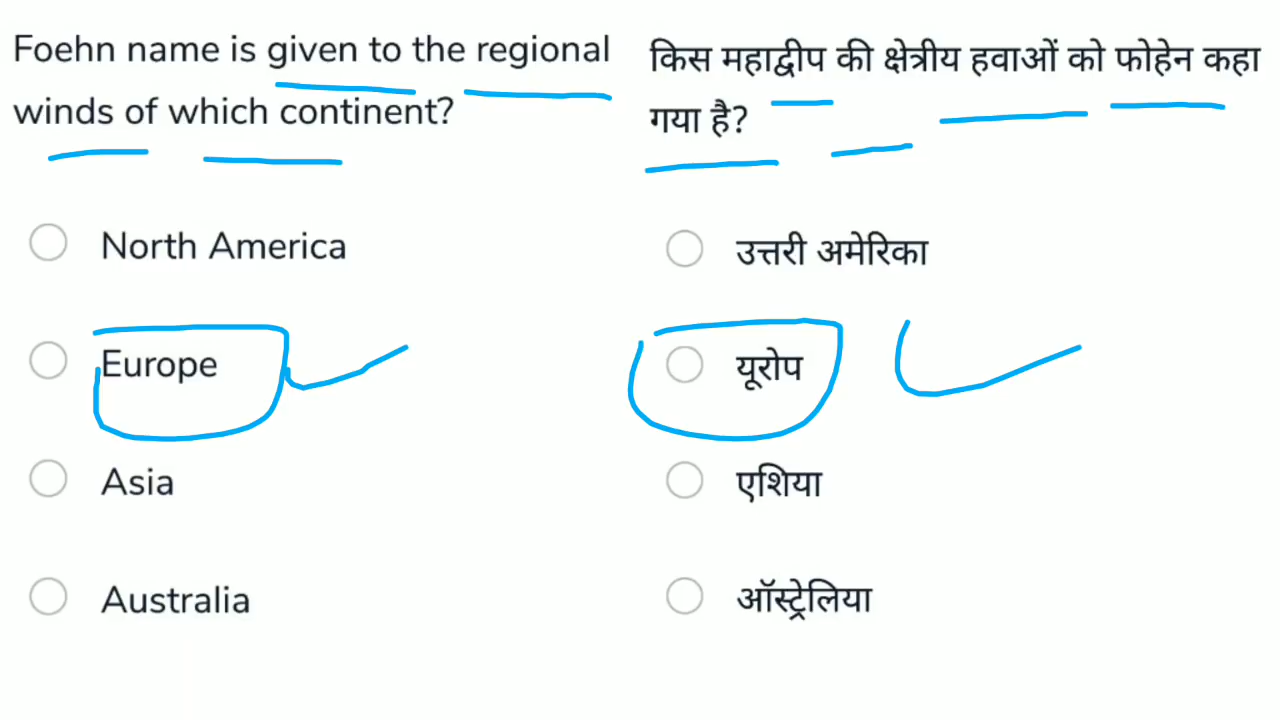 Foehn name is given to the regional
winds of which continent?
North America
Europe
Asia
Australia
किस महाद्वीप की क्षेत्रीय हवाओं को फोहेन कहा
गया है?
उत्तरी अमेरिका
यूरोप
एशिया
ऑस्ट्रेलिया